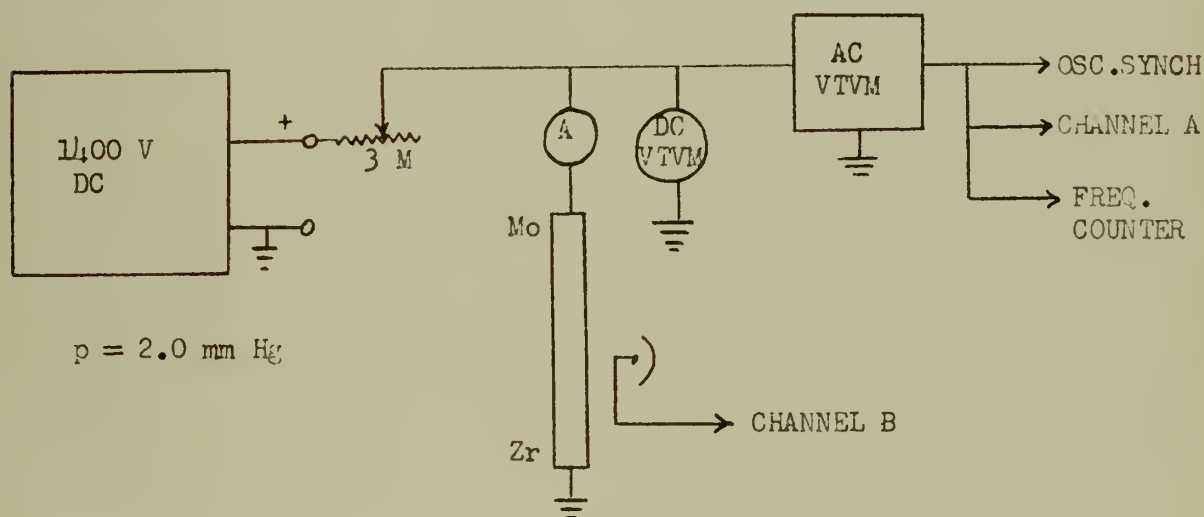 1400 V
DC
+
3 M
A
DC
VTVM
AC
VTVM
OSC.SYNCH
CHANNEL A
FREQ.
COUNTER
Mo
Zr
CHANNEL B
p = 2.0 mm Hg